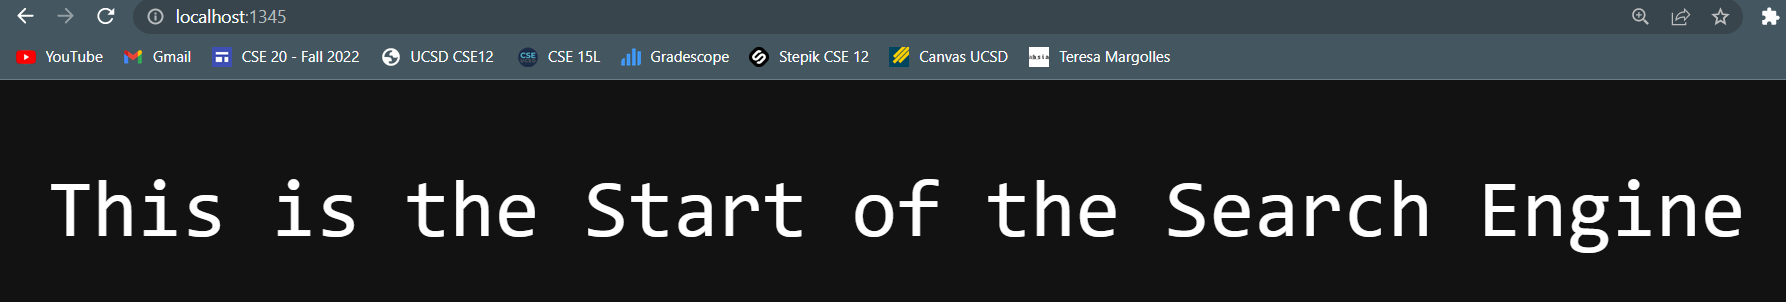 localhost:1345
YouTube Gmail CSE 20 - Fall 2022 UCSD CSE12 CSE CSE 15L Gradescope Stepik CSE 12 Canvas UCSD Teresa Margolles
This is the Start of the Search Engine